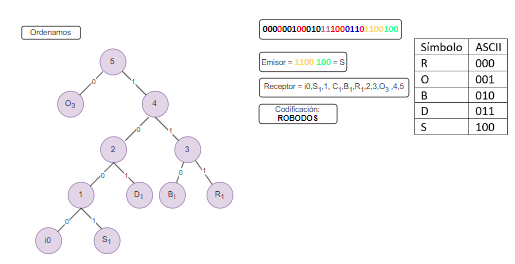 Ordenamos
00000010001011100011011​00100
Emisor = 1100 100 = S
Receptor = i0,S1,1, C1,B1,R1,2,3,O3 ,4,5
Codificación:
ROBODOS
Símbolo ASCII
R 000
O 001
B 010
D 011
S 100
5
0 1
O3 4
0 1
2 3
0 1 0 1
1 D1 B1 R1
0 1
i0 S1